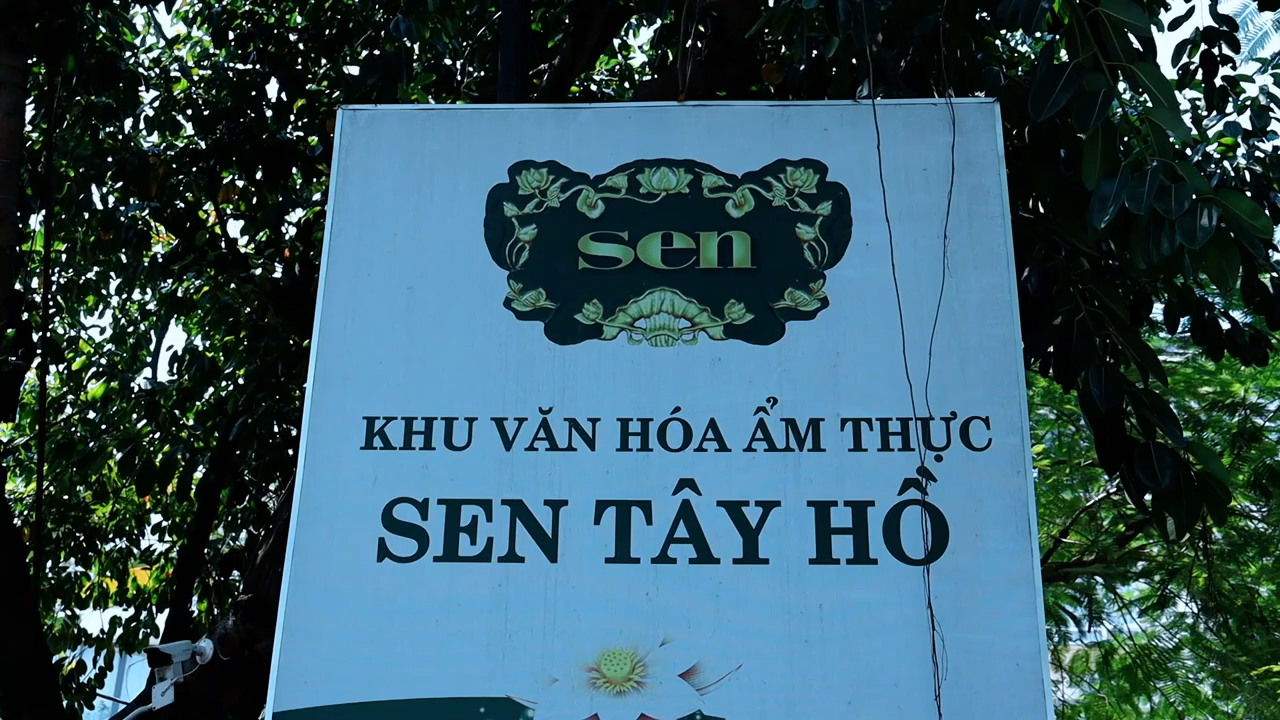 sen
KHU VĂN HÓA ẨM THỰC
SEN TÂY HỒ